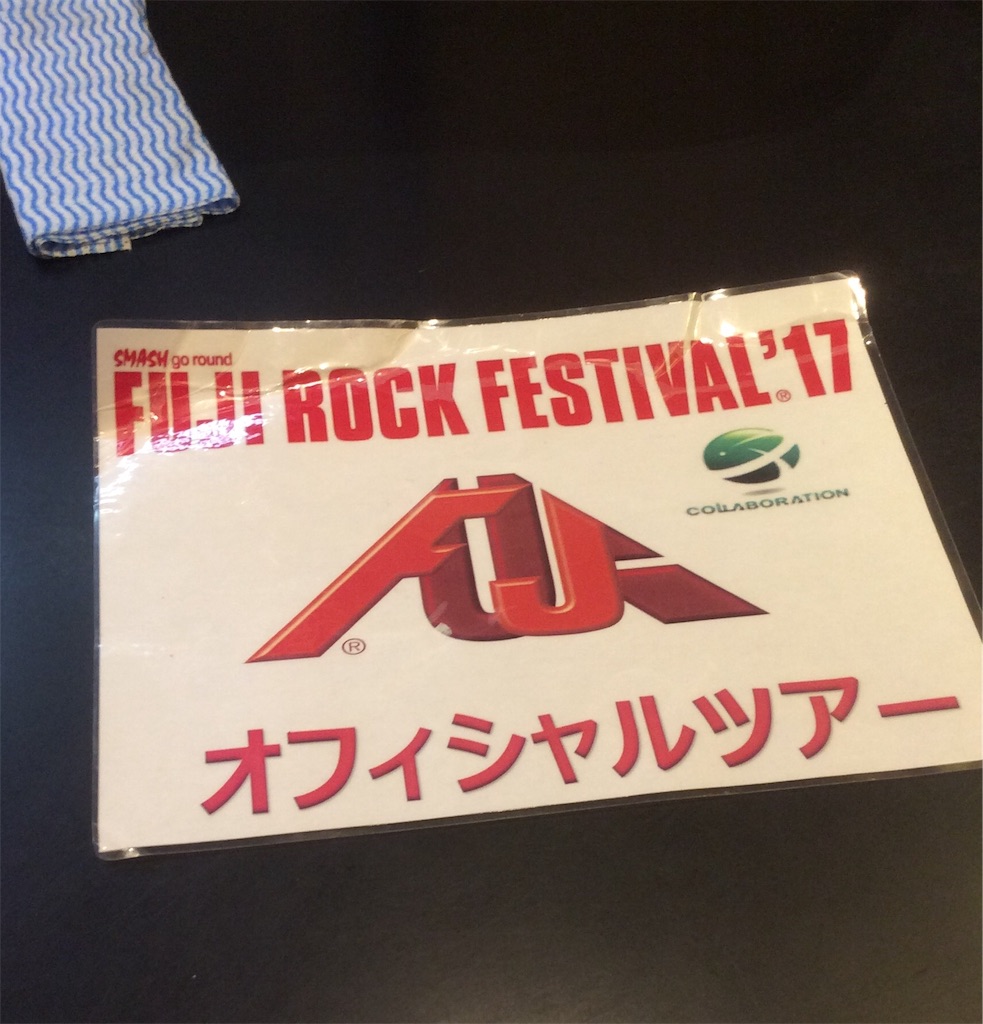 SMASH go round
FUJI ROCK FESTIVAL®'17
COLLABORATION
FUJI
®
オフィシャルツアー